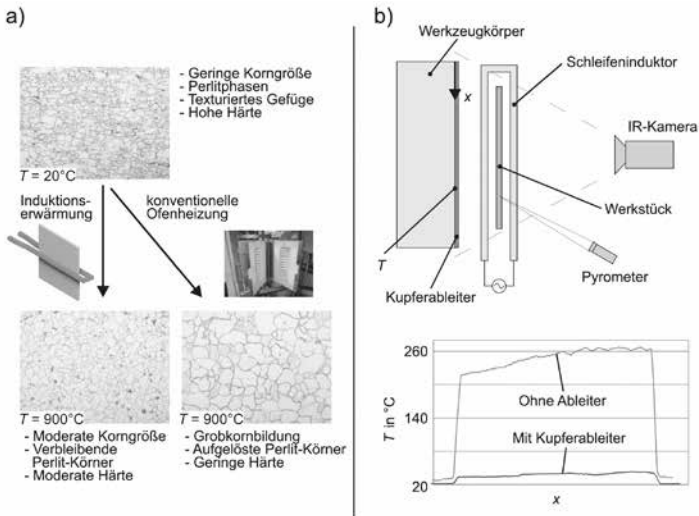 a)
- Geringe Korngröße
- Perlitphasen
- Texturiertes Gefüge
- Hohe Härte
T = 20°C
Induktions-
erwärmung
konventionelle
Ofenheizung
T = 900°C
- Moderate Korngröße
- Verbleibende
Perlit-Körner
- Moderate Härte
T = 900°C
- Grobkornbildung
- Aufgelöste Perlit-Körner
- Geringe Härte
b)
Werkzeugkörper
Schleifeninduktor
x
IR-Kamera
Werkstück
T
Pyrometer
Kupferableiter
260
Ohne Ableiter
T in °C
140
Mit Kupferableiter
20
x